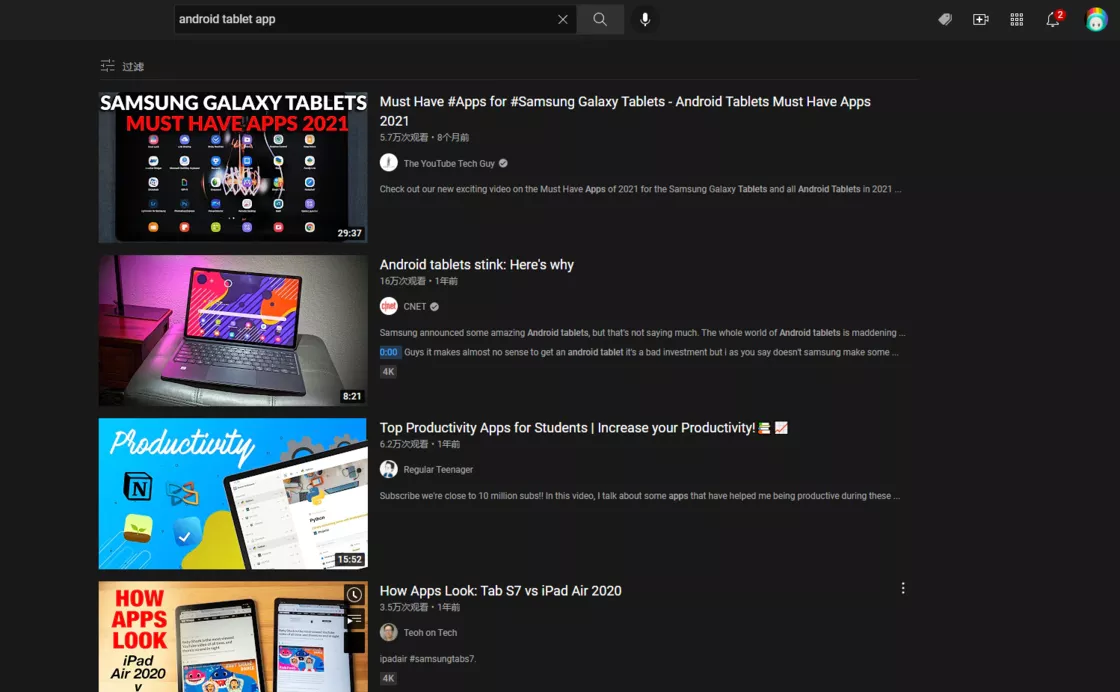 android tablet app
2
过滤
SAMSUNG GALAXY TABLETS
MUST HAVE APPS 2021
29:37
Must Have #Apps for #Samsung Galaxy Tablets - Android Tablets Must Have Apps
2021
5.7万次观看・8个月前
The YouTube Tech Guy
Check out our new exciting video on the Must Have Apps of 2021 for the Samsung Galaxy Tablets and all Android Tablets in 2021 ...
8:21
Android tablets stink: Here's why
16万次观看・1年前
cnet
CNET
Samsung announced some amazing Android tablets, but that's not saying much. The whole world of Android tablets is maddening ...
0:00 Guys it makes almost no sense to get an android tablet it's a bad investment but i as you say doesn't samsung make some ...
4K
Productivity
N
Python
15:52
Top Productivity Apps for Students | Increase your Productivity!📚📈
6.2万次观看・1年前
Regular Teenager
Subscribe we're close to 10 million subs!! In this video, I talk about some apps that have helped me being productive during these ...
HOW
APPS
LOOK
iPad
Air 2020
v
How Apps Look: Tab S7 vs iPad Air 2020
3.5万次观看・1年前
Teoh on Tech
ipadair #samsungtabs7.
4K